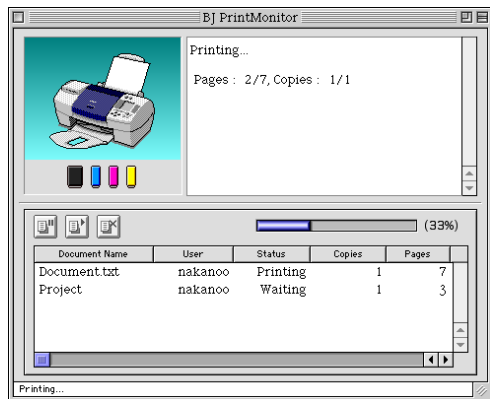 BJ PrintMonitor
Printing...
Pages : 2/7, Copies : 1/1
(33%)
Document Name User Status Copies Pages
Document.txt nakanoo Printing 1 7
Project nakanoo Waiting 1 3
Printing...